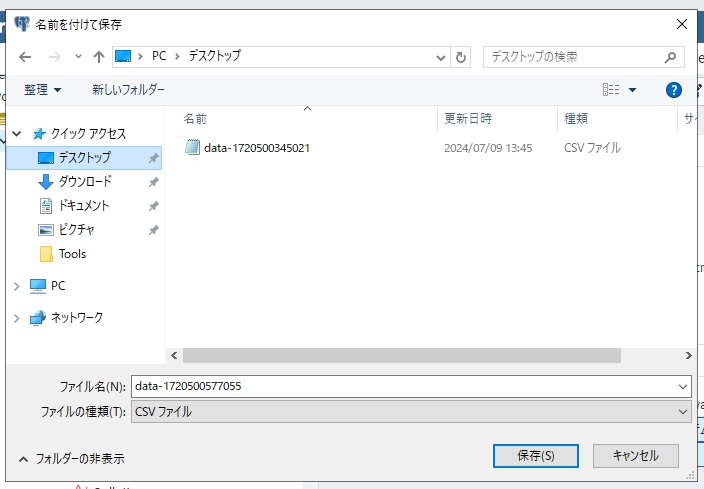 名前を付けて保存
PC デスクトップ
デスクトップの検索
整理 新しいフォルダー
名前 更新日時 種類 サイ
クイック アクセス
デスクトップ
ダウンロード
ドキュメント
ピクチャ
Tools
PC
ネットワーク
data-1720500345021 2024/07/09 13:45 CSV ファイル
ファイル名(N): data-1720500577055
ファイルの種類(T): CSV ファイル
フォルダーの非表示
保存(S) キャンセル